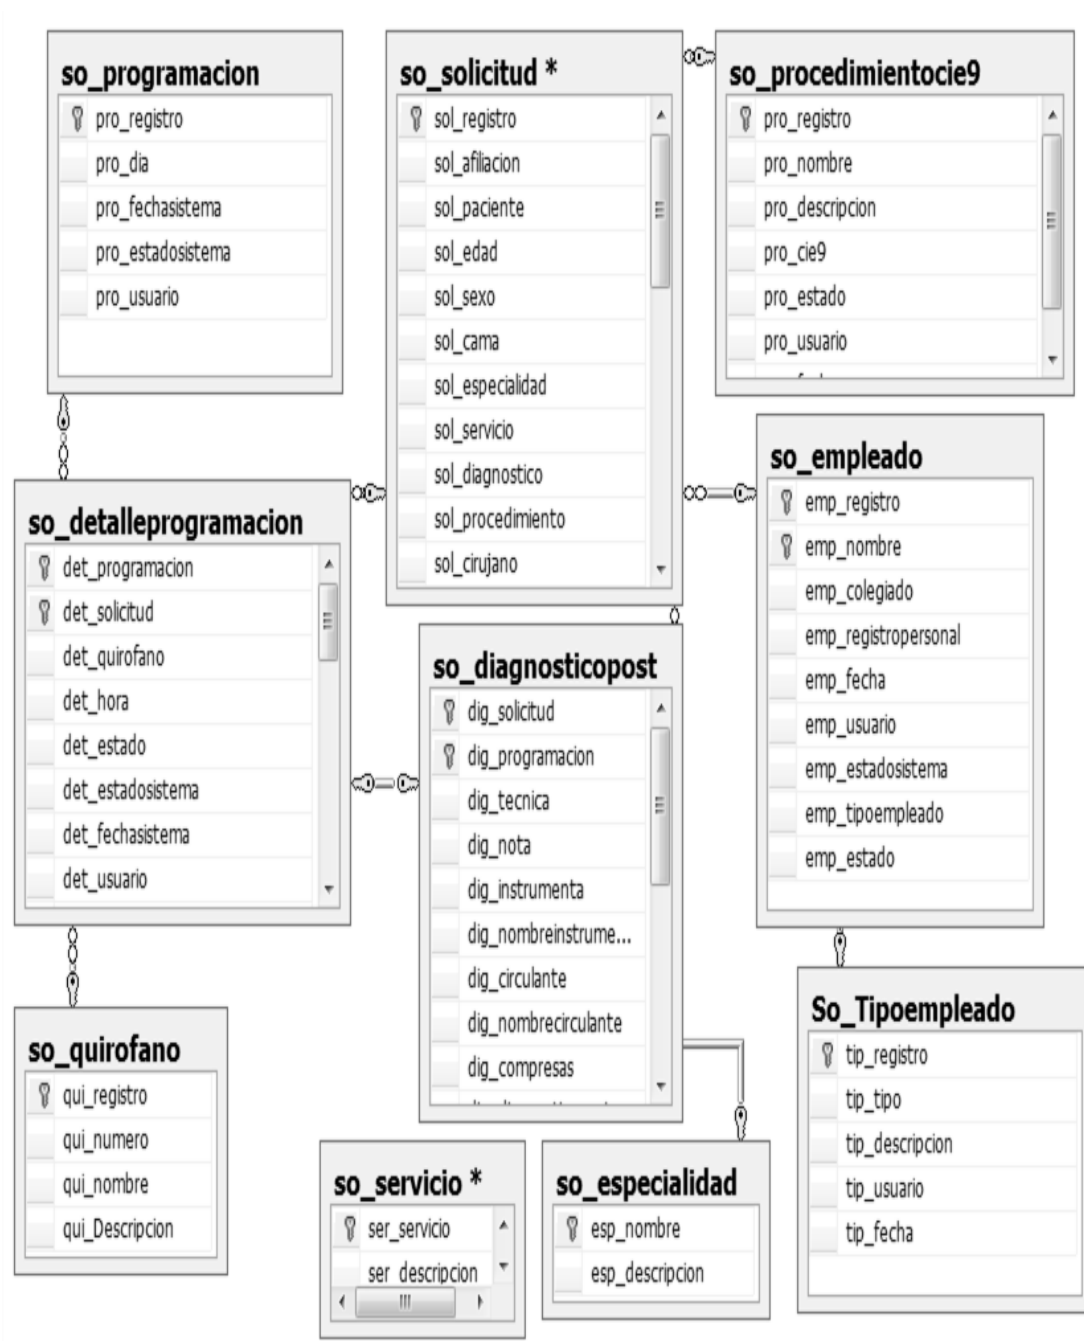 so_programacion
pro_registro
pro_dia
pro_fechasistema
pro_estadosistema
pro_usuario
so_solicitud *
sol_registro
sol_afiliacion
sol_paciente
sol_edad
sol_sexo
sol_cama
sol_especialidad
sol_servicio
sol_diagnostico
sol_procedimiento
sol_cirujano
so_procedimientocie9
pro_registro
pro_nombre
pro_descripcion
pro_cie9
pro_estado
pro_usuario
so_empleado
emp_registro
emp_nombre
emp_colegiado
emp_registropersonal
emp_fecha
emp_usuario
emp_estadosistema
emp_tipoempleado
emp_estado
so_detalleprogramacion
det_programacion
det_solicitud
det_quirofano
det_hora
det_estado
det_estadosistema
det_fechasistema
det_usuario
so_diagnosticopost
dig_solicitud
dig_programacion
dig_tecnica
dig_nota
dig_instrumenta
dig_nombreinstrume...
dig_circulante
dig_nombrecirculante
dig_compresas
so_quirofano
qui_registro
qui_numero
qui_nombre
qui_Descripcion
So_Tipoempleado
tip_registro
tip_tipo
tip_descripcion
tip_usuario
tip_fecha
so_servicio *
ser_servicio
ser_descripcion
so_especialidad
esp_nombre
esp_descripcion